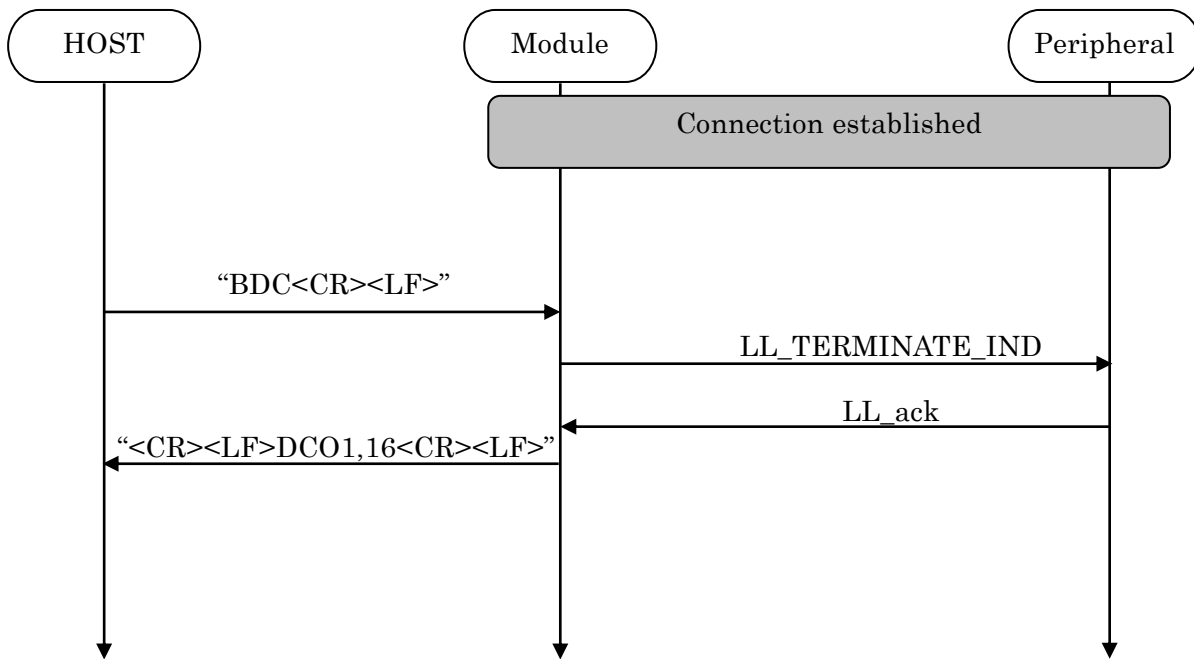 HOST
Module
Peripheral
Connection established
“BDC<CR><LF>”
LL_TERMINATE_IND
LL_ack
“<CR><LF>DCO1,16<CR><LF>”